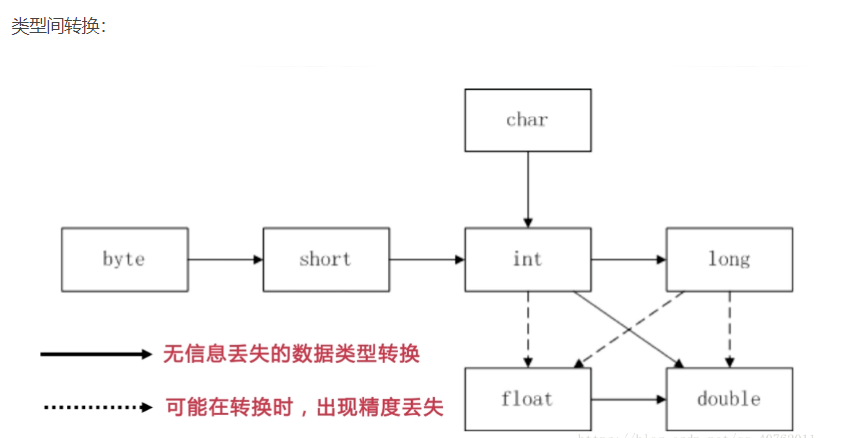 类型间转换：
char
byte
short
int
long
无信息丢失的数据类型转换
可能在转换时，出现精度丢失
float
double